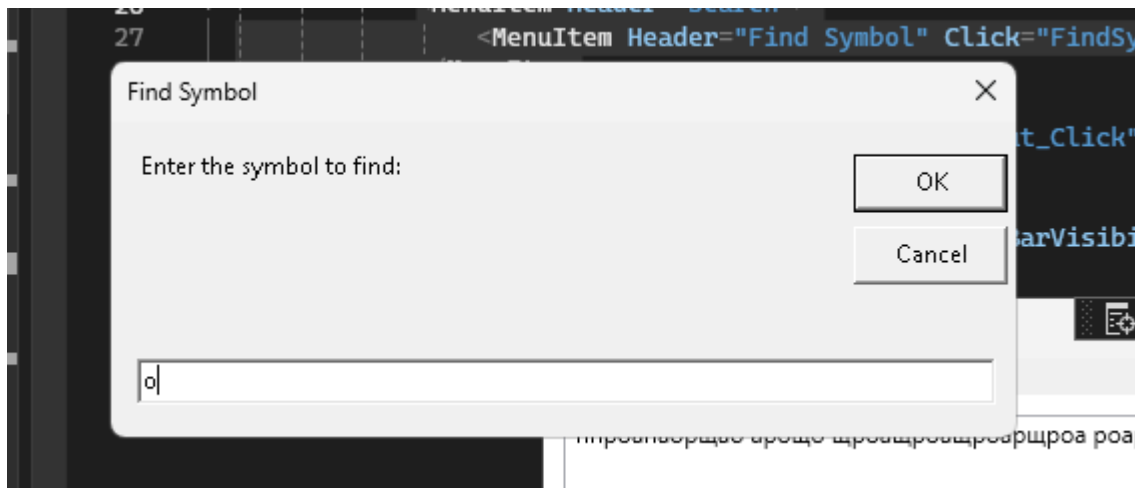 27
<MenuItem Header="Find Symbol" Click="FindSy
Find Symbol
t_Click"
Enter the symbol to find:
OK
arVisibi
Cancel
o